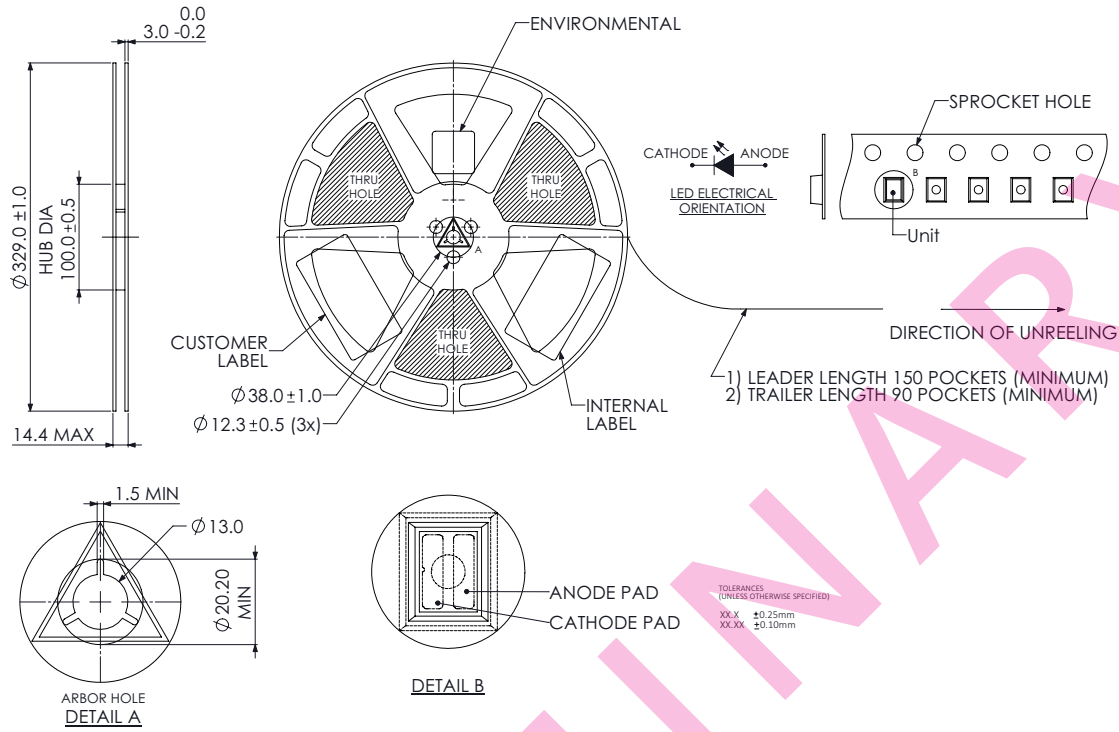 0.0
3.0 -0.2
ENVIRONMENTAL
SPROCKET HOLE
CATHODE
ANODE
LED ELECTRICAL
ORIENTATION
B
Unit
THRU
HOLE
THRU
HOLE
A
Ø329.0 ±1.0
HUB DIA
100.0±0.5
THRU
HOLE
DIRECTION OF UNREELING
CUSTOMER
LABEL
1) LEADER LENGTH 150 POCKETS (MINIMUM)
2) TRAILER LENGTH 90 POCKETS (MINIMUM)
Ø38.0±1.0
Ø12.3±0.5 (3x)
INTERNAL
LABEL
14.4 MAX
1.5 MIN
Ø13.0
Ø20.20
MIN
ARBOR HOLE
DETAIL A
ANODE PAD
CATHODE PAD
DETAIL B
TOLERANCES
(UNLESS OTHERWISE SPECIFIED)
XX.X ±0.25mm
XX.XX ±0.10mm
INAR